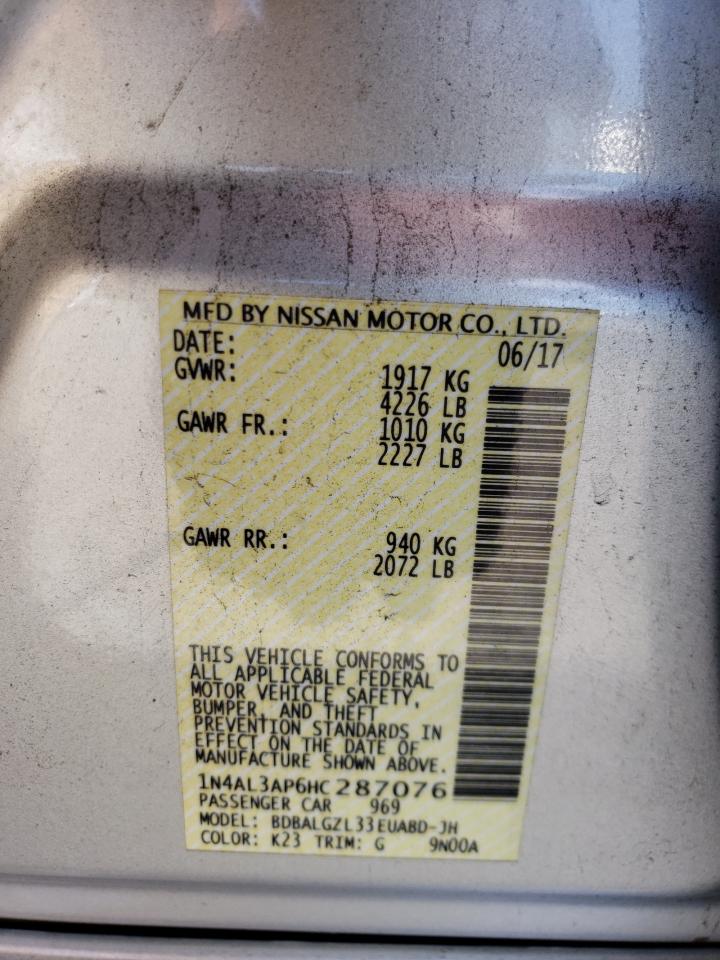 MFD BY NISSAN MOTOR CO., LTD.
DATE: 06/17
GVWR: 1917 KG
4226 LB
GAWR FR.: 1010 KG
2227 LB
GAWR RR.: 940 KG
2072 LB
THIS VEHICLE CONFORMS TO
ALL APPLICABLE FEDERAL
MOTOR VEHICLE SAFETY,
BUMPER, AND THEFT
PREVENTION STANDARDS IN
EFFECT ON THE DATE OF
MANUFACTURE SHOWN ABOVE.
1N4AL3AP6HC287076
PASSENGER CAR 969
MODEL: BDBALGZL33EUABD-JH
COLOR: K23 TRIM: G 9N00A